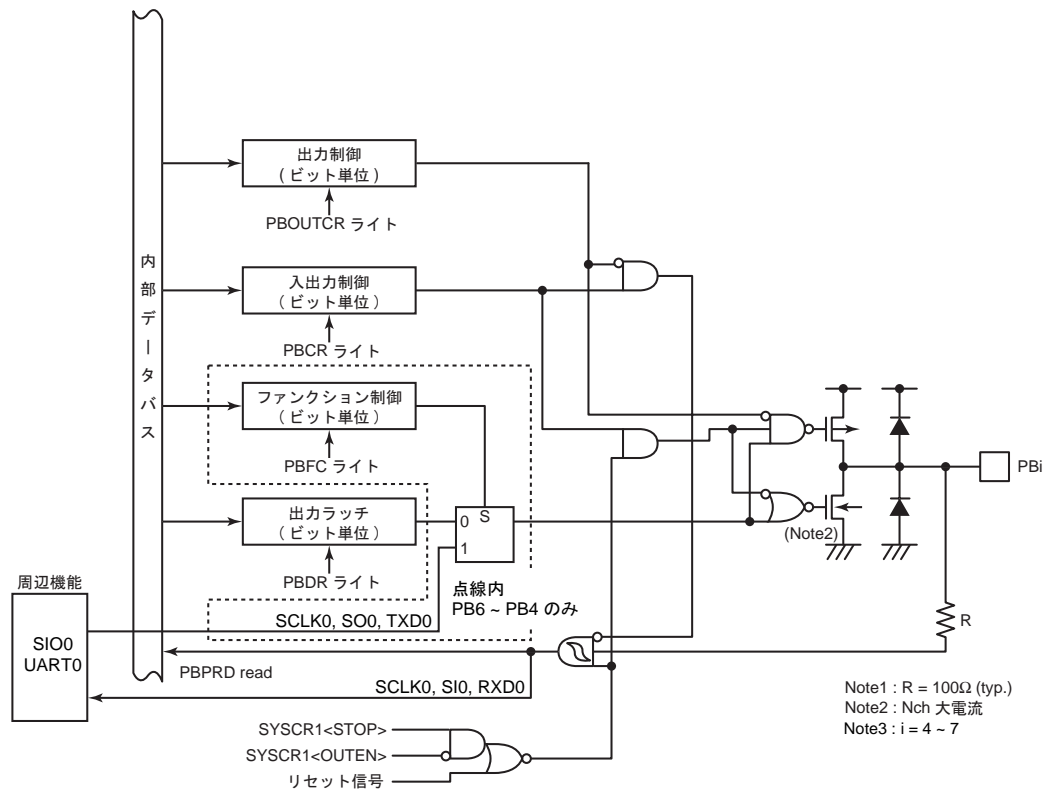 出力制御
( ビット単位 )
PBOUTCR ライト
内部データバス
入出力制御
( ビット単位 )
PBCR ライト
ファンクション制御
( ビット単位 )
PBFC ライト
出力ラッチ
( ビット単位 )
PBDR ライト
0 S
1
点線内
PB6 ~ PB4 のみ
(Note2)
PBi
R
周辺機能
SIO0
UART0
SCLK0, SO0, TXD0
PBPRD read
SCLK0, SI0, RXD0
SYSCR1<STOP>
SYSCR1<OUTEN>
リセット信号
Note1 : R = 100Ω (typ.)
Note2 : Nch 大電流
Note3 : i = 4 ~ 7